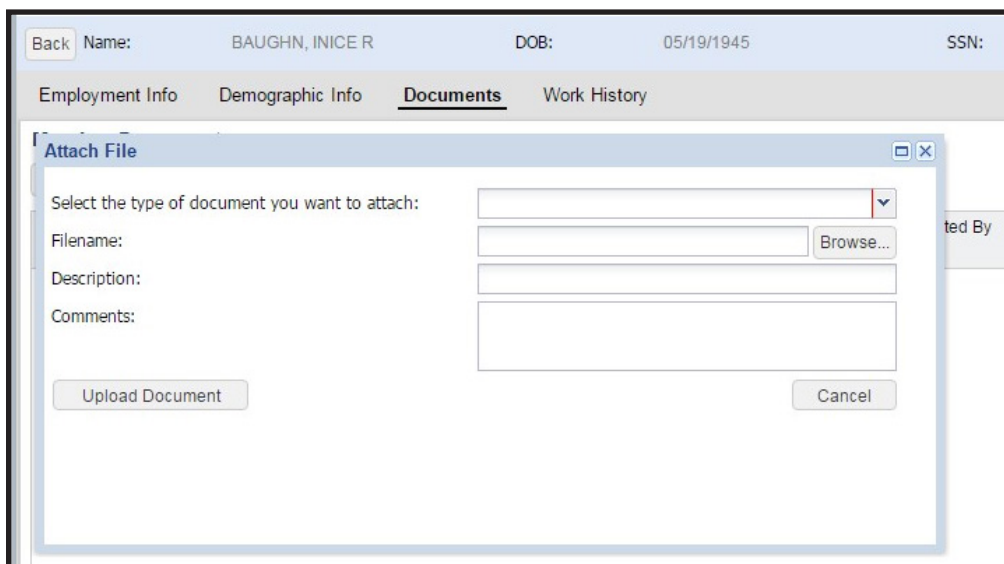 Back Name: BAUGHN, INICE R DOB: 05/19/1945 SSN:
Employment Info Demographic Info Documents Work History
Attach File
Select the type of document you want to attach:
Filename: Browse...
ted By
Description:
Comments:
Upload Document Cancel